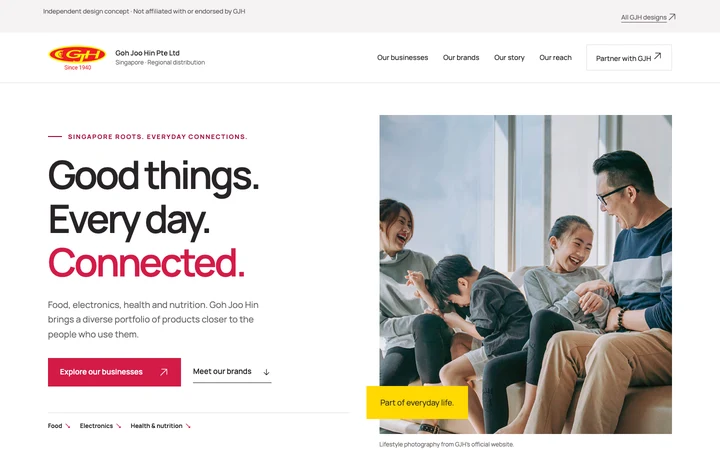 Independent design concept · Not affiliated with or endorsed by GJH
All GJH designs
GJH
Since 1940
Goh Joo Hin Pte Ltd
Singapore · Regional distribution
Our businesses
Our brands
Our story
Our reach
Partner with GJH
SINGAPORE ROOTS. EVERYDAY CONNECTIONS.
Good things.
Every day.
Connected.
Food, electronics, health and nutrition. Goh Joo Hin
brings a diverse portfolio of products closer to the
people who use them.
Explore our businesses
Meet our brands
Food
Electronics
Health & nutrition
Part of everyday life.
Lifestyle photography from GJH's official website.